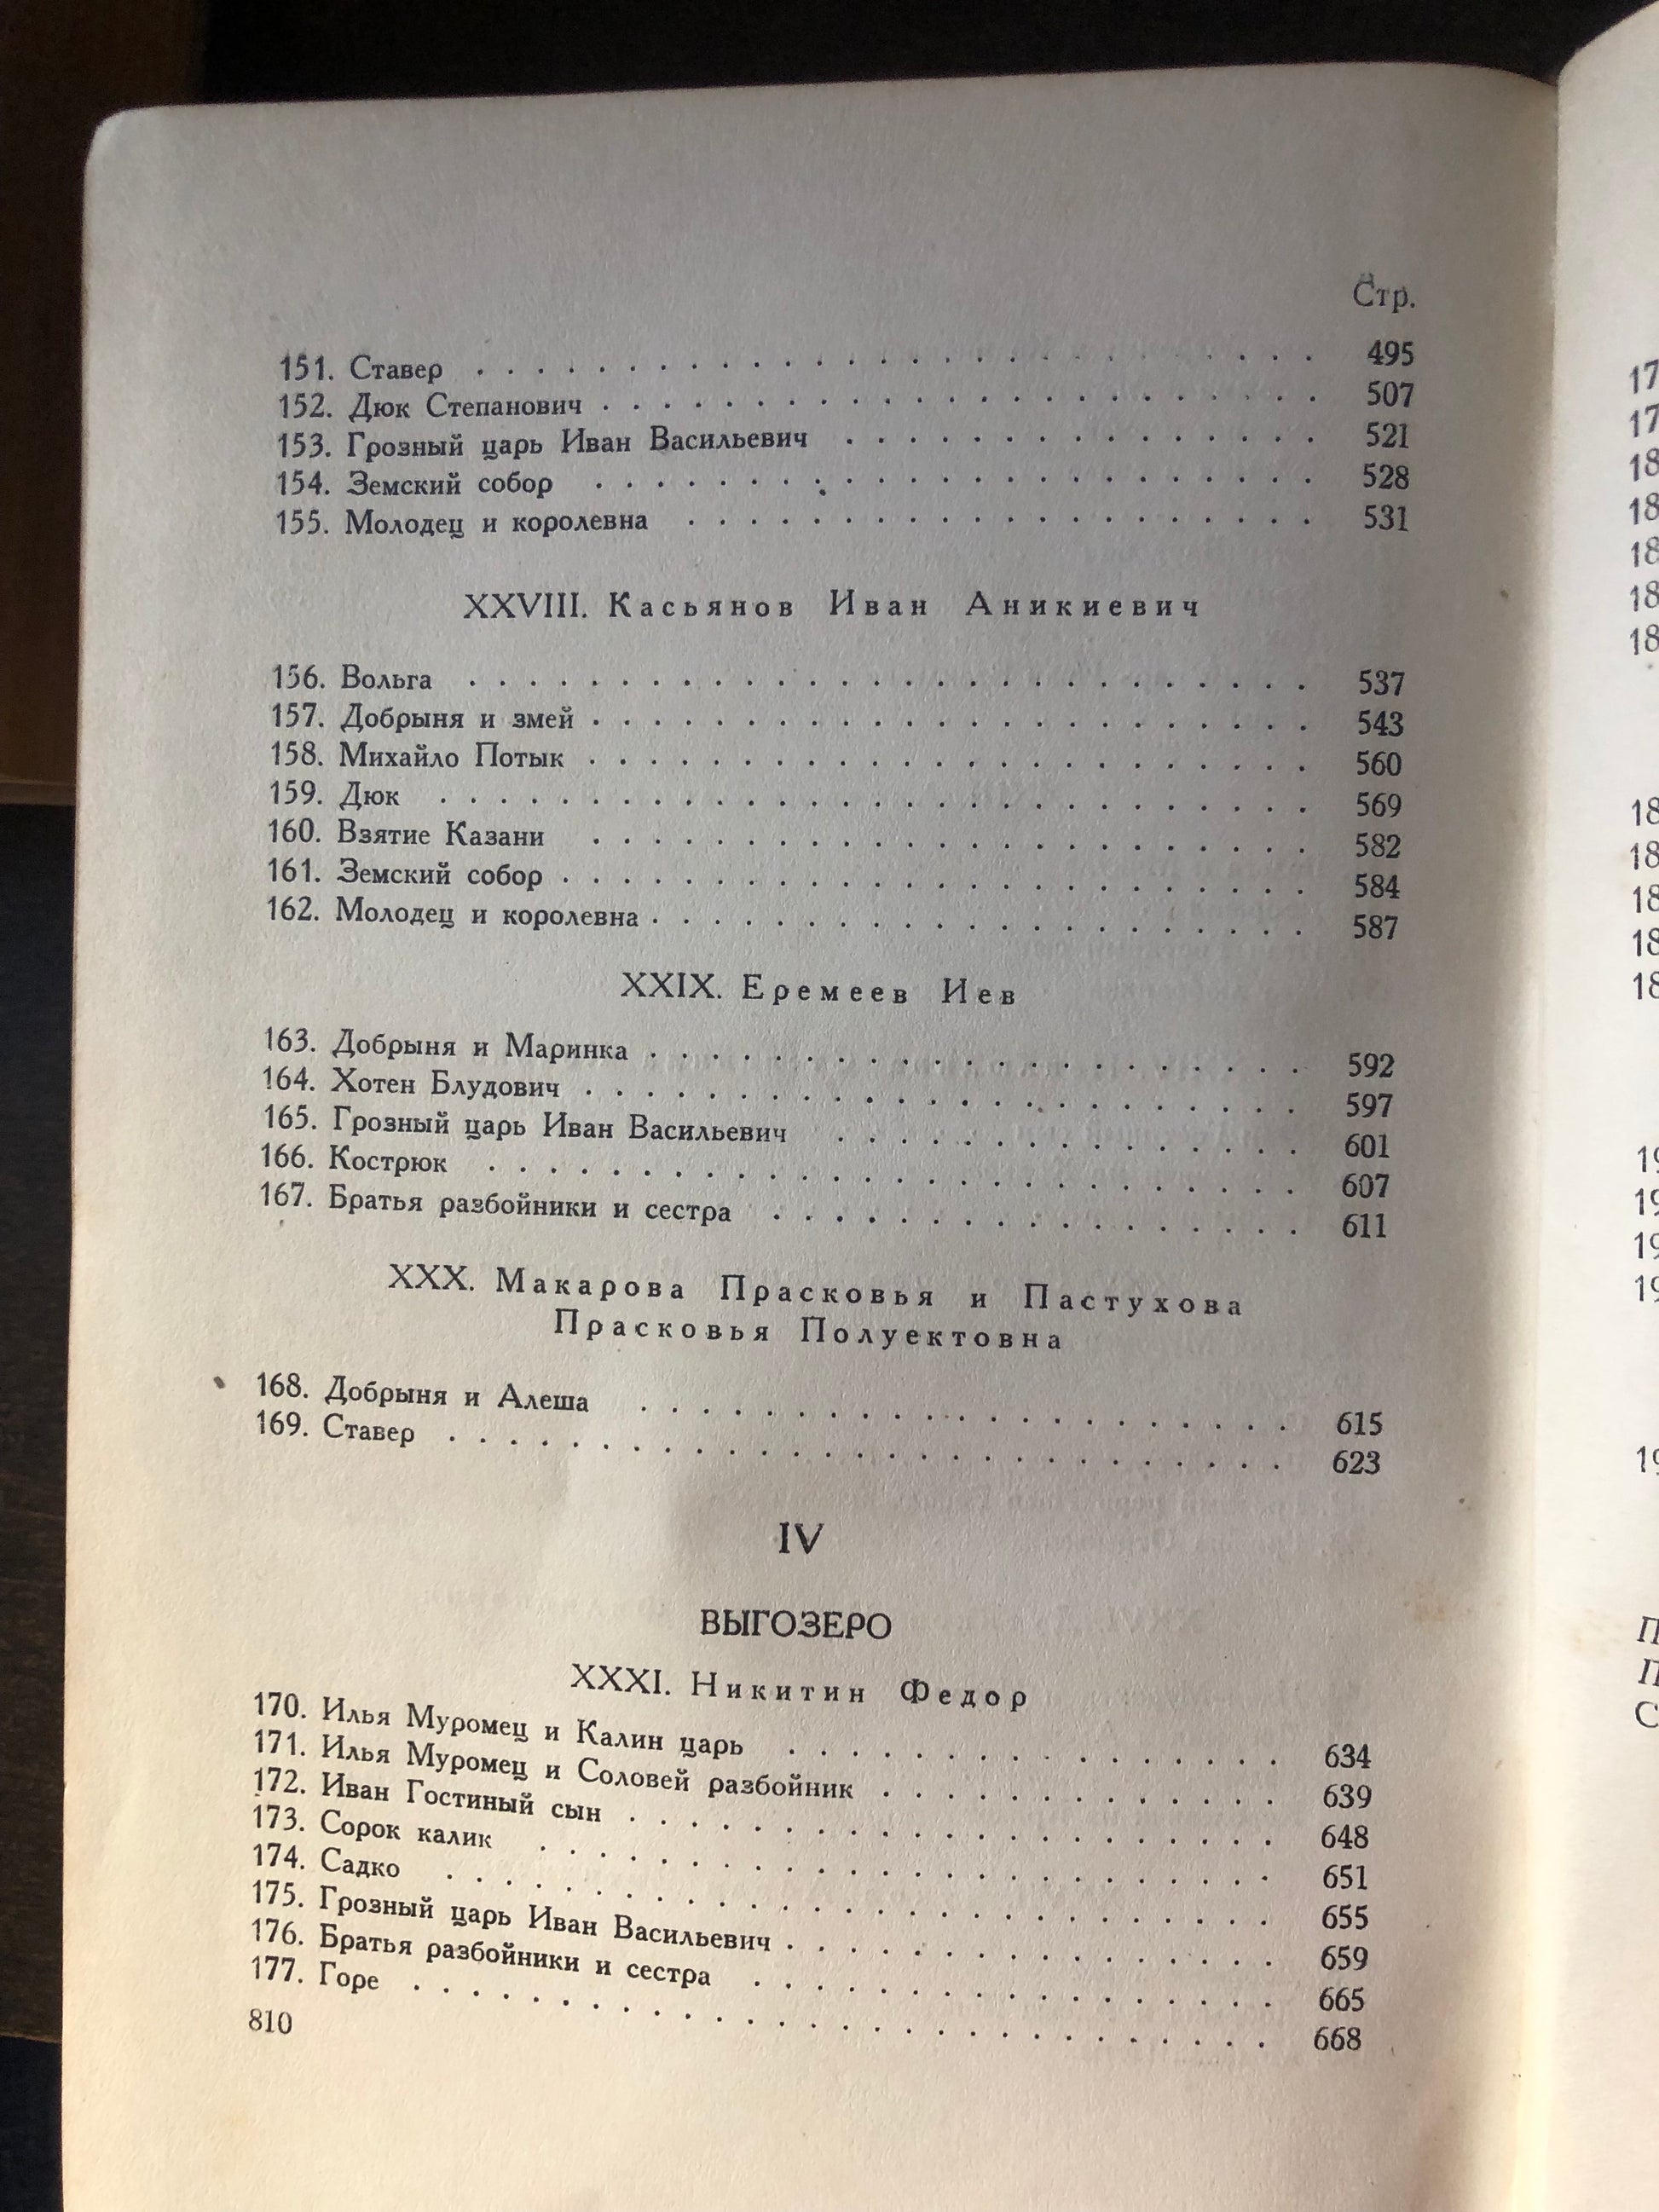 Стр.
151. Ставер . . . . . . . . . . . . . . . . . . . . . . . . . . . . 495
152. Дюк Степанович . . . . . . . . . . . . . . . . . . . . . . . . 507
153. Грозный царь Иван Васильевич . . . . . . . . . . . . . . . . 521
154. Земский собор . . . . . . . . . . . . . . . . . . . . . . . . 528
155. Молодец и королевна . . . . . . . . . . . . . . . . . . . . . 531
XXVIII. Касьянов Иван Аникиевич
156. Вольга . . . . . . . . . . . . . . . . . . . . . . . . . . . . 537
157. Добрыня и змей . . . . . . . . . . . . . . . . . . . . . . . . 543
158. Михайло Потык . . . . . . . . . . . . . . . . . . . . . . . . 560
159. Дюк . . . . . . . . . . . . . . . . . . . . . . . . . . . . . 569
160. Взятие Казани . . . . . . . . . . . . . . . . . . . . . . . . 582
161. Земский собор . . . . . . . . . . . . . . . . . . . . . . . . 584
162. Молодец и королевна . . . . . . . . . . . . . . . . . . . . . 587
XXIX. Еремеев Иев
163. Добрыня и Маринка . . . . . . . . . . . . . . . . . . . . . . 592
164. Хотен Блудович . . . . . . . . . . . . . . . . . . . . . . . . 597
165. Грозный царь Иван Васильевич . . . . . . . . . . . . . . . . 601
166. Кострюк . . . . . . . . . . . . . . . . . . . . . . . . . . . 607
167. Братья разбойники и сестра . . . . . . . . . . . . . . . . . . 611
XXX. Макарова Прасковья и Пастухова
Прасковья Полуектовна
168. Добрыня и Алеша . . . . . . . . . . . . . . . . . . . . . . . 615
169. Ставер . . . . . . . . . . . . . . . . . . . . . . . . . . . . 623
IV
ВЫГОЗЕРО
XXXI. Никитин Федор
170. Илья Муромец и Калин царь . . . . . . . . . . . . . . . . . . 634
171. Илья Муромец и Соловей разбойник . . . . . . . . . . . . . . 639
172. Иван Гостиный сын . . . . . . . . . . . . . . . . . . . . . . 648
173. Сорок калик . . . . . . . . . . . . . . . . . . . . . . . . . 651
174. Садко . . . . . . . . . . . . . . . . . . . . . . . . . . . . 655
175. Грозный царь Иван Васильевич . . . . . . . . . . . . . . . . 659
176. Братья разбойники и сестра . . . . . . . . . . . . . . . . . . 665
177. Горе . . . . . . . . . . . . . . . . . . . . . . . . . . . . . 668
810